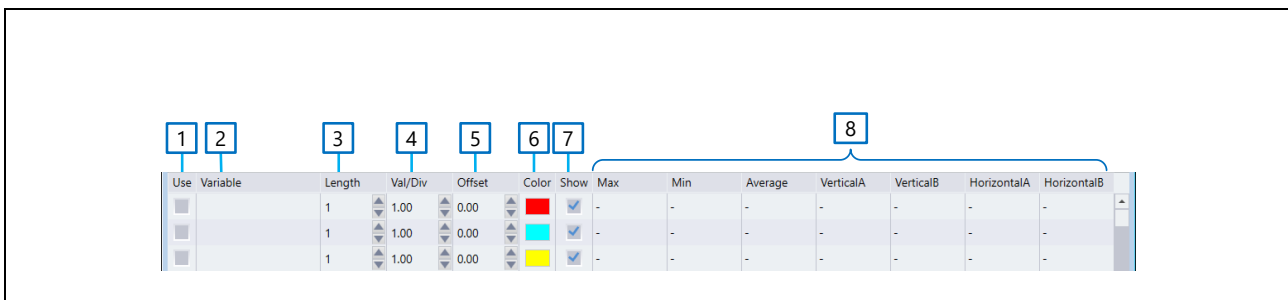 1 2 3 4 5 6 7 8
Use Variable Length Val/Div Offset Color Show Max Min Average VerticalA VerticalB HorizontalA HorizontalB
1 1.00 0.00 - - - - - - -
1 1.00 0.00 - - - - - - -
1 1.00 0.00 - - - - - - -